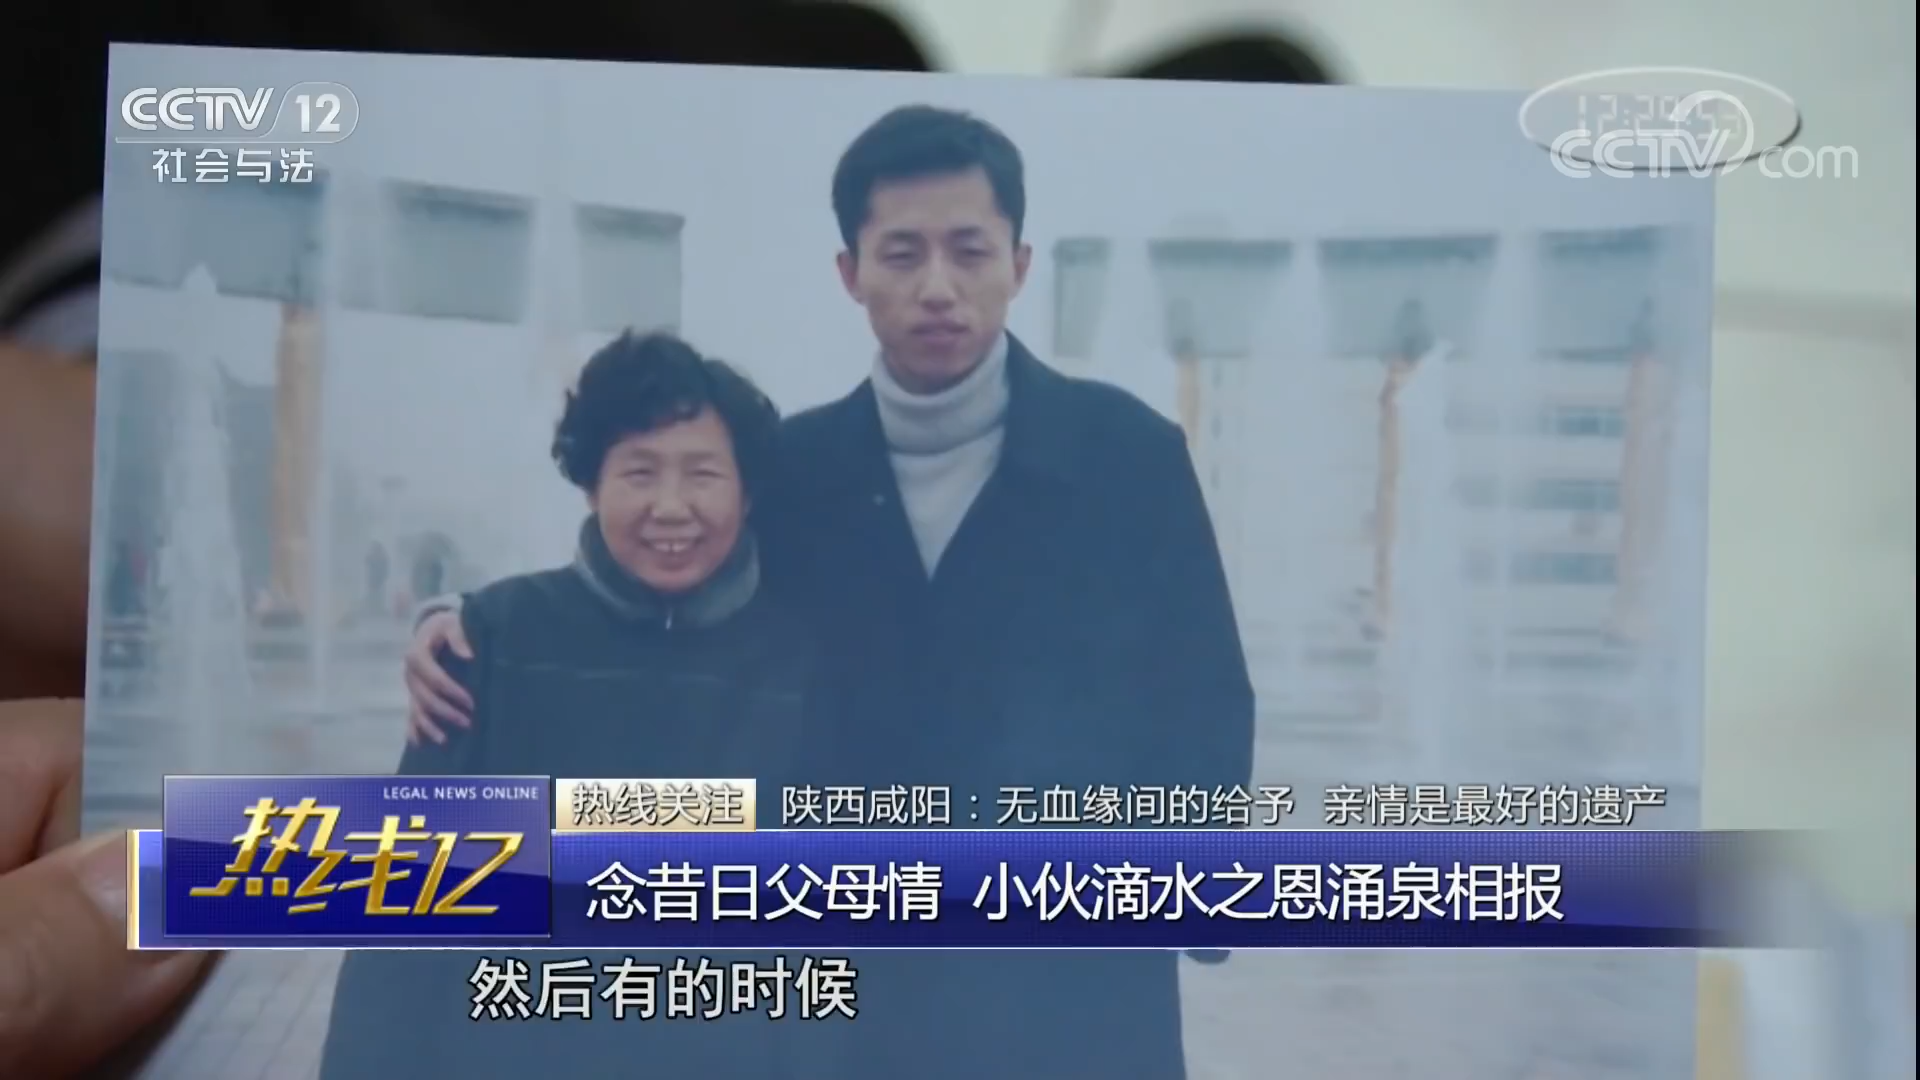 CCTV 12
社会与法
CCTV com
LEGAL NEWS ONLINE
热线12
热线关注
陕西咸阳：无血缘间的给予 亲情是最好的遗产
念昔日父母情 小伙滴水之恩涌泉相报
然后有的时候